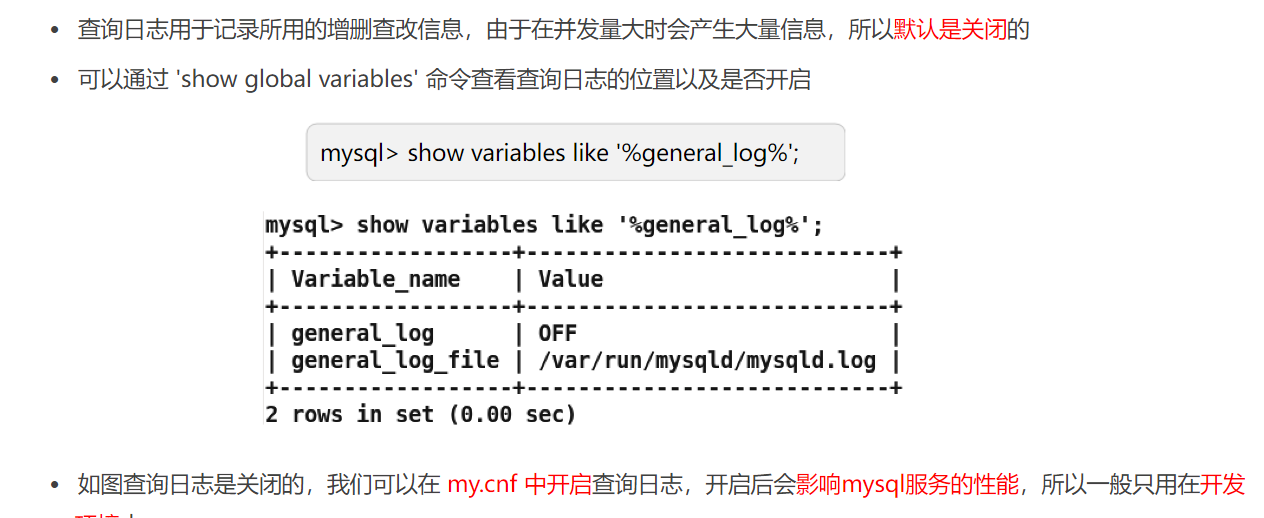 • 查询日志用于记录所用的增删查改信息，由于在并发量大时会产生大量信息，所以默认是关闭的
• 可以通过 'show global variables' 命令查看查询日志的位置以及是否开启
mysql> show variables like '%general_log%';
mysql> show variables like '%general_log%';
+------------------+----------------------------+
| Variable_name    | Value                      |
+------------------+----------------------------+
| general_log      | OFF                        |
| general_log_file | /var/run/mysqld/mysqld.log |
+------------------+----------------------------+
2 rows in set (0.00 sec)
• 如图查询日志是关闭的，我们可以在 my.cnf 中开启查询日志，开启后会影响mysql服务的性能，所以一般只用在开发